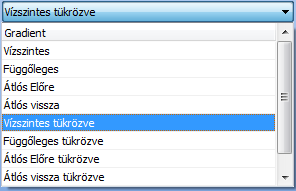 Vízszintes tükrözve
Gradient
Vízszintes
Függőleges
Átlós Előre
Átlós vissza
Vízszintes tükrözve
Függőleges tükrözve
Átlós Előre tükrözve
Átlós vissza tükrözve